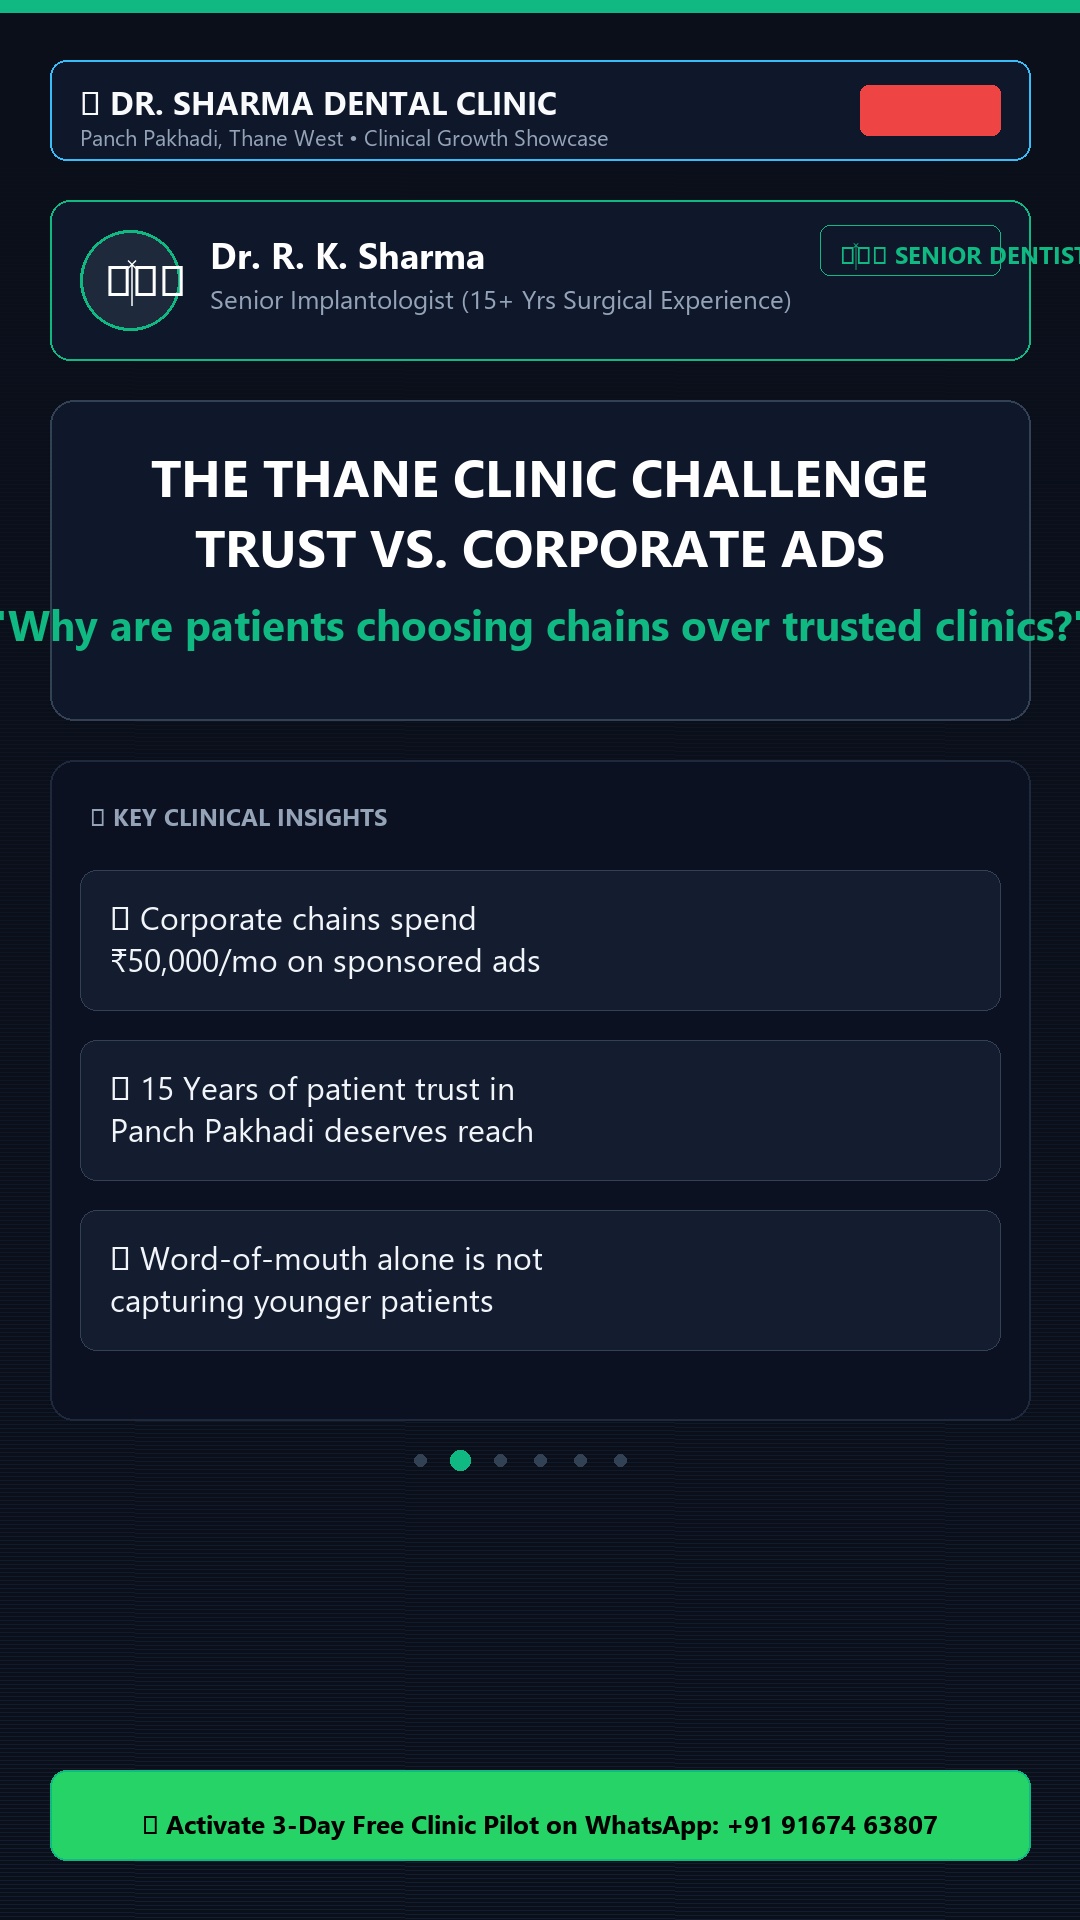 DR. SHARMA DENTAL CLINIC
Panch Pakhadi, Thane West • Clinical Growth Showcase
Dr. R. K. Sharma
SENIOR DENTIST
Senior Implantologist (15+ Yrs Surgical Experience)
THE THANE CLINIC CHALLENGE
TRUST VS. CORPORATE ADS
"Why are patients choosing chains over trusted clinics?"
KEY CLINICAL INSIGHTS
Corporate chains spend
₹50,000/mo on sponsored ads
15 Years of patient trust in
Panch Pakhadi deserves reach
Word-of-mouth alone is not
capturing younger patients
Activate 3-Day Free Clinic Pilot on WhatsApp: +91 91674 63807